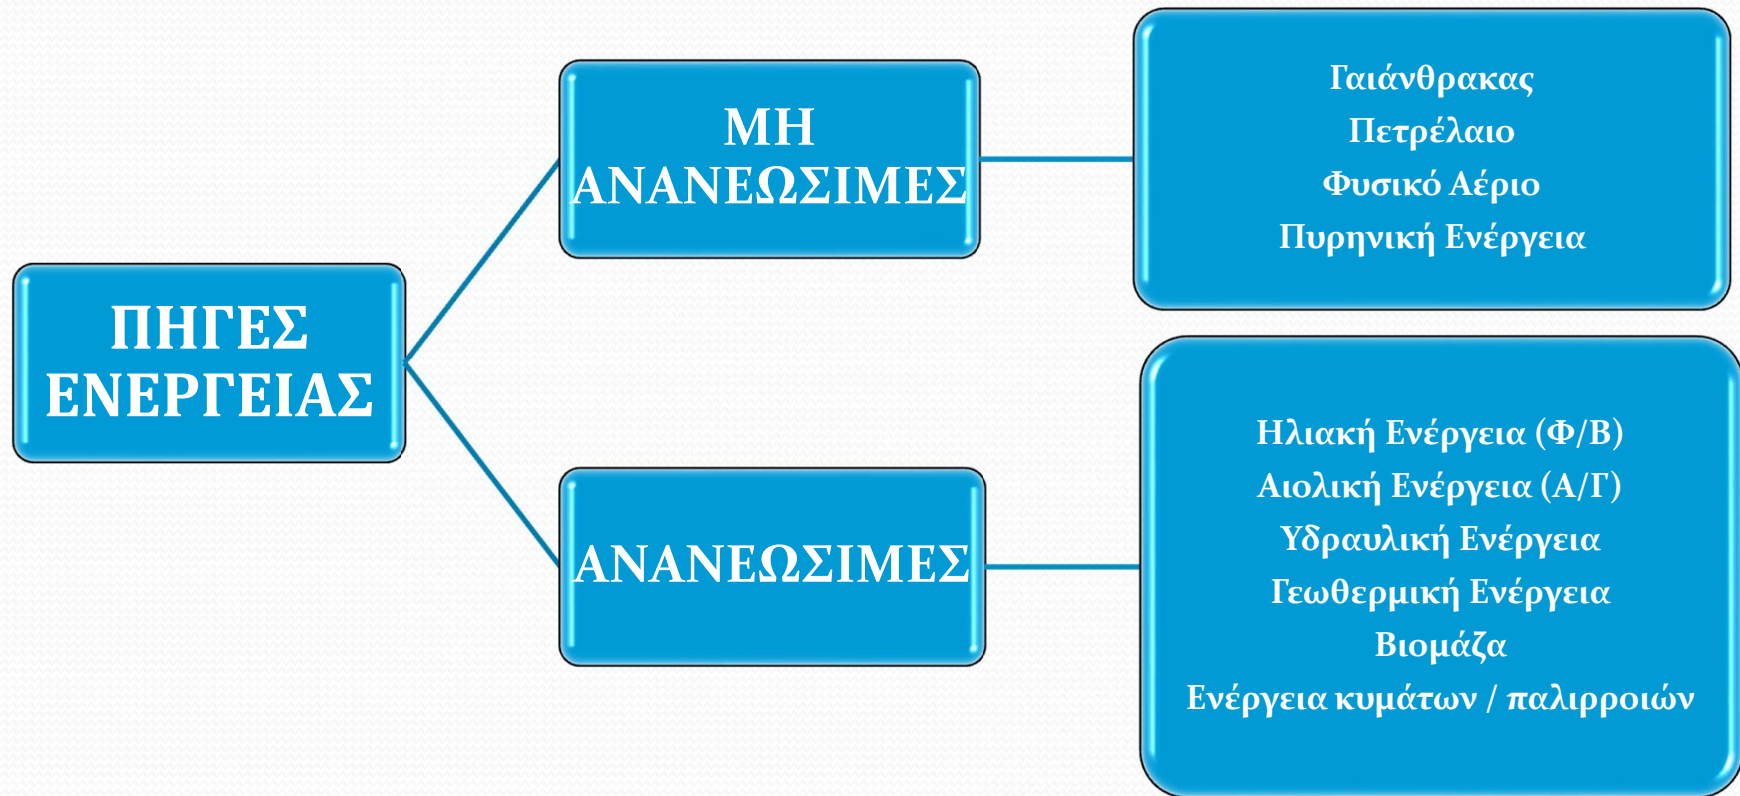 ΠΗΓΕΣ
ΕΝΕΡΓΕΙΑΣ
ΜΗ
ΑΝΑΝΕΩΣΙΜΕΣ
Γαιάνθρακας
Πετρέλαιο
Φυσικό Αέριο
Πυρηνική Ενέργεια
ΑΝΑΝΕΩΣΙΜΕΣ
Ηλιακή Ενέργεια (Φ/Β)
Αιολική Ενέργεια (Α/Γ)
Υδραυλική Ενέργεια
Γεωθερμική Ενέργεια
Βιομάζα
Ενέργεια κυμάτων / παλιρροιών